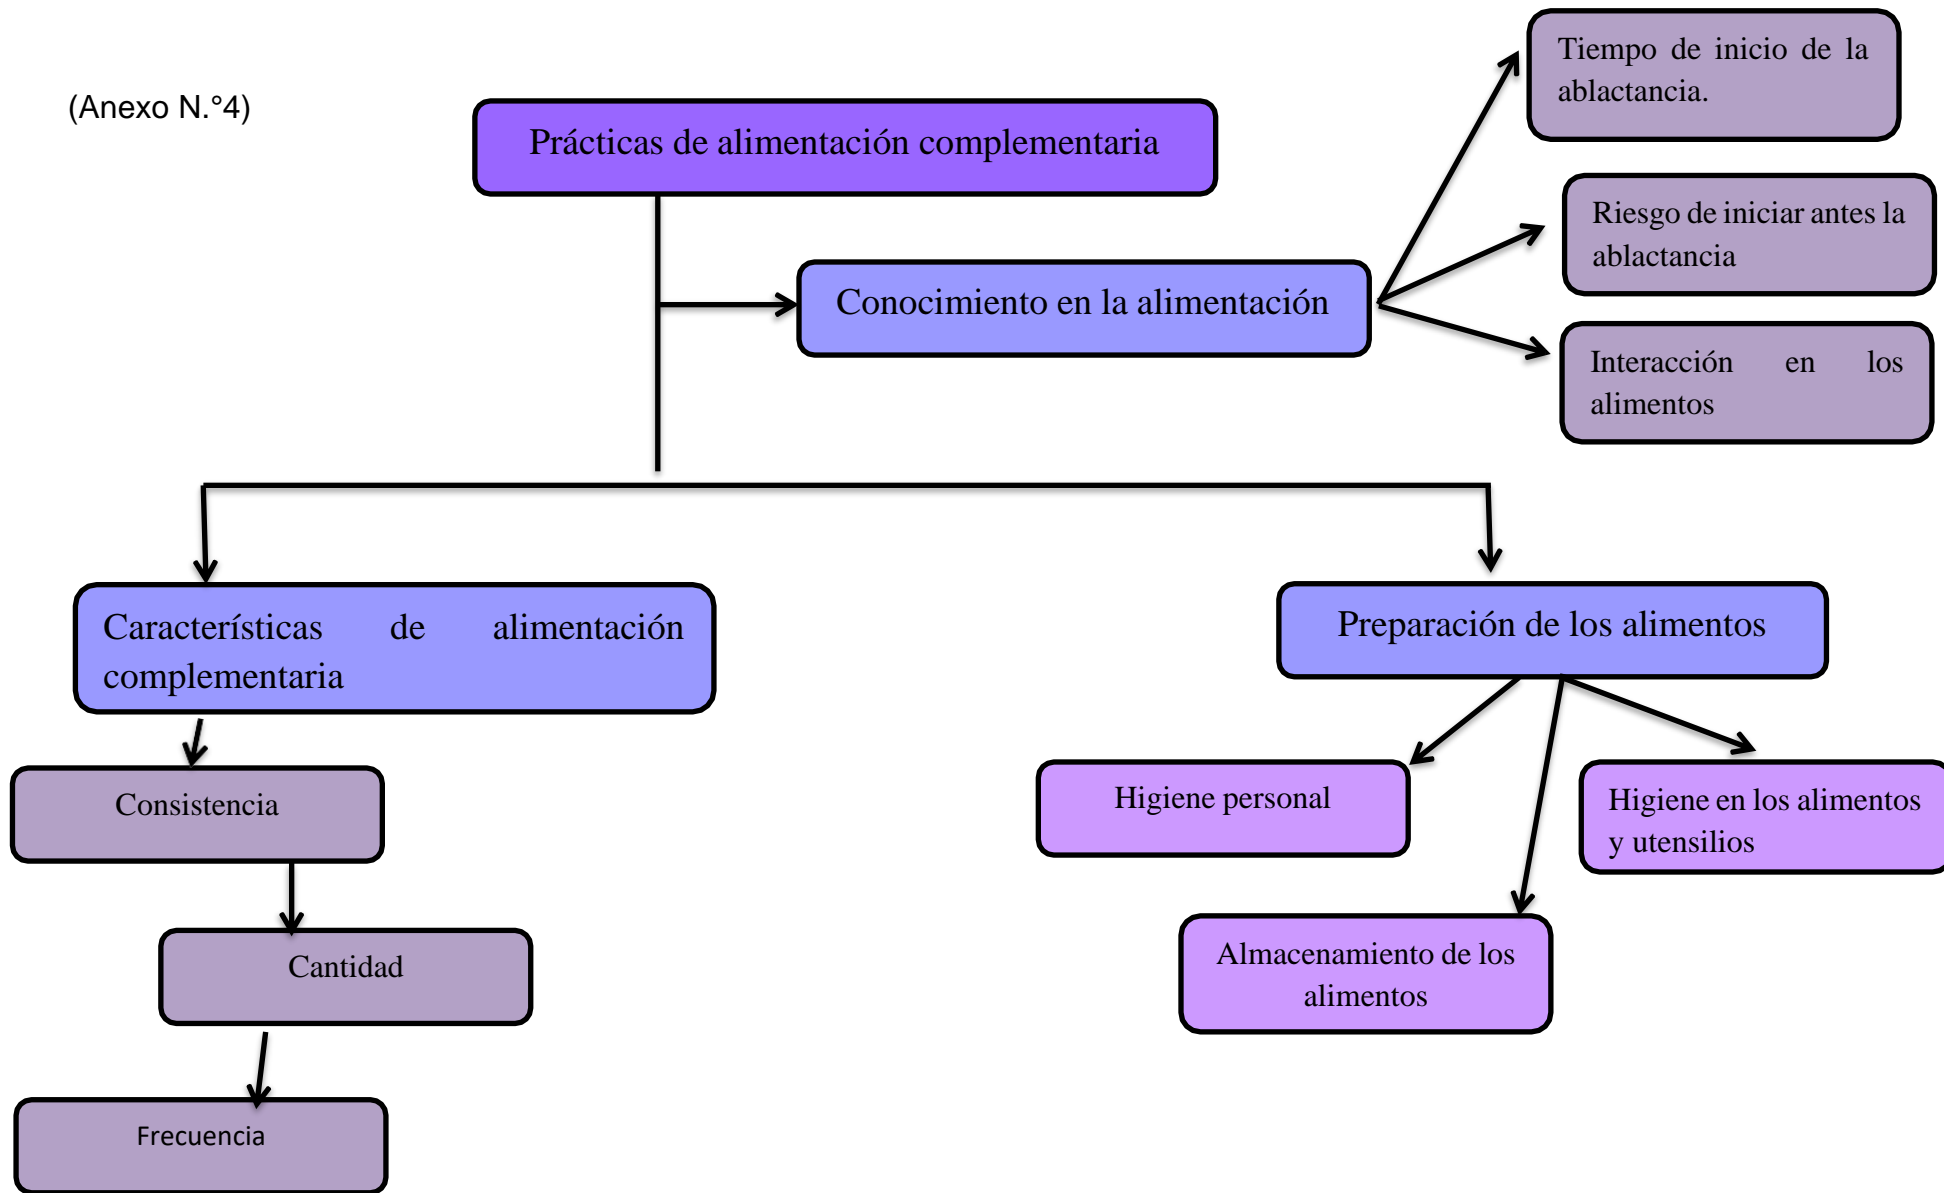 (Anexo N.°4)
Prácticas de alimentación complementaria
Tiempo de inicio de la
ablactancia.
Riesgo de iniciar antes la
ablactancia
Conocimiento en la alimentación
Interacción en los
alimentos
Características de alimentación
complementaria
Preparación de los alimentos
Consistencia
Cantidad
Frecuencia
Higiene personal
Higiene en los alimentos
y utensilios
Almacenamiento de los
alimentos